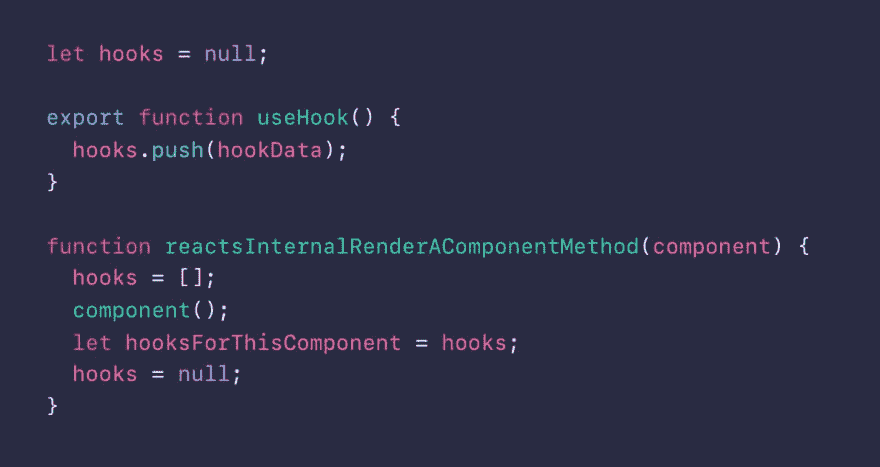 let hooks = null;

export function useHook() {
  hooks.push(hookData);
}

function reactsInternalRenderAComponentMethod(component) {
  hooks = [];
  component();
  let hooksForThisComponent = hooks;
  hooks = null;
}